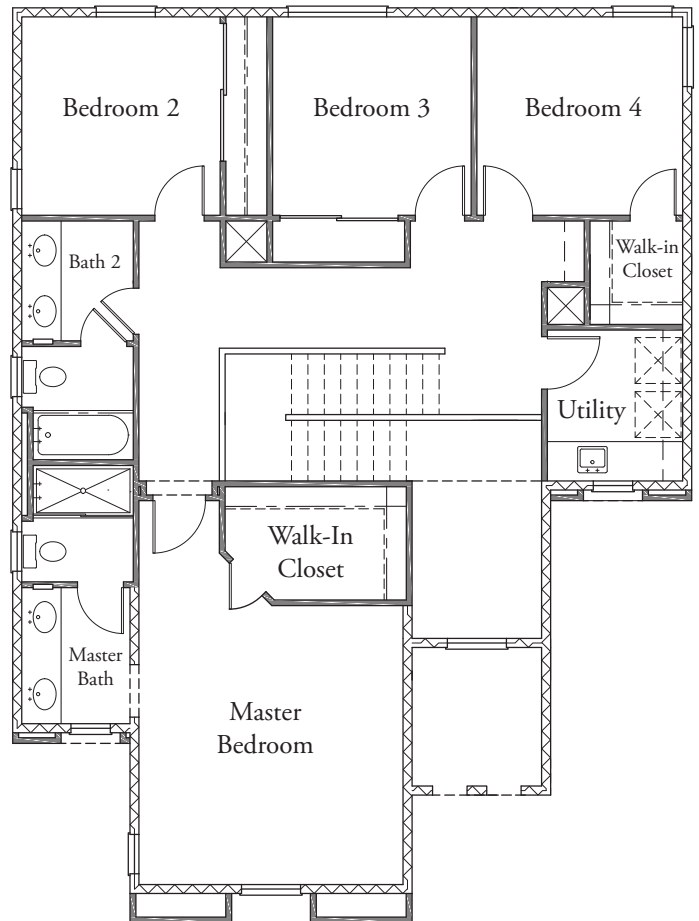 Bedroom 2
Bedroom 3
Bedroom 4
Bath 2
Walk-in
Closet
Utility
Walk-In
Closet
Master
Bath
Master
Bedroom